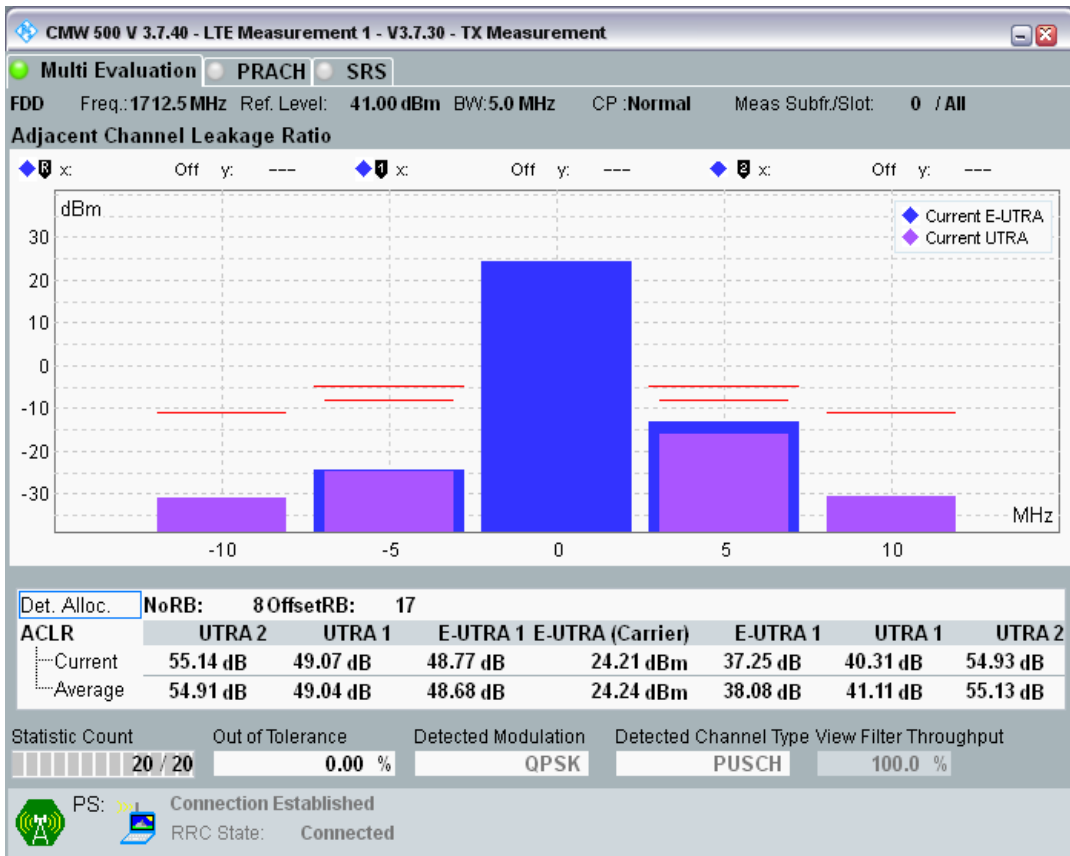 CMW 500 V 3.7.40 - LTE Measurement 1 - V3.7.30 - TX Measurement
Multi Evaluation PRACH SRS
FDD Freq.:1712.5 MHz Ref. Level: 41.00 dBm BW:5.0 MHz CP :Normal Meas Subfr./Slot: 0 / All
Adjacent Channel Leakage Ratio
R x: Off y: --- 1 x: Off y: --- 2 x: Off y: ---
dBm
Current E-UTRA
Current UTRA
30
20
10
0
-10
-20
-30
MHz
-10 -5 0 5 10
Det. Alloc. NoRB: 8 OffsetRB: 17
ACLR UTRA 2 UTRA 1 E-UTRA 1 E-UTRA (Carrier) E-UTRA 1 UTRA 1 UTRA 2
Current 55.14 dB 49.07 dB 48.77 dB 24.21 dBm 37.25 dB 40.31 dB 54.93 dB
Average 54.91 dB 49.04 dB 48.68 dB 24.24 dBm 38.08 dB 41.11 dB 55.13 dB
Statistic Count Out of Tolerance Detected Modulation Detected Channel Type View Filter Throughput
20 / 20 0.00 % QPSK PUSCH 100.0 %
PS: Connection Established
RRC State: Connected